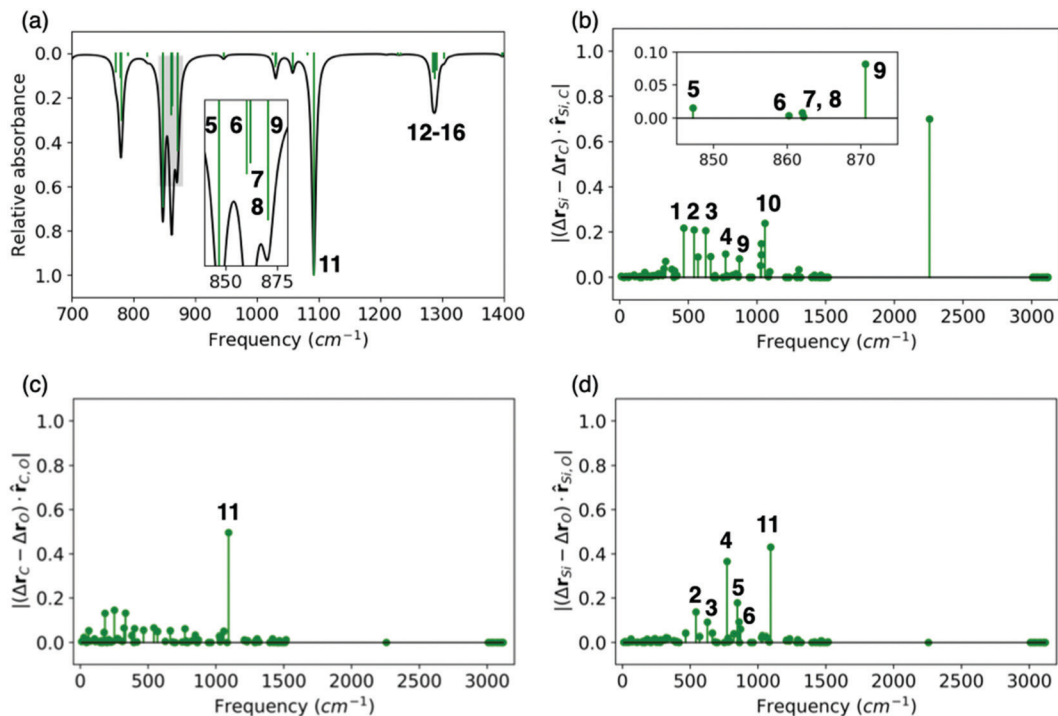 (a)
0.0
0.2
0.4
0.6
0.8
1.0
Relative absorbance
5 6 9
7
8
850 875
11
12-16
700 800 900 1000 1100 1200 1300 1400
Frequency (cm⁻¹)
(b)
1.0
0.8
0.6
0.4
0.2
0.0
|(Δr_Si − Δr_C) · r̂_Si,C|
0.10
0.05
0.00
5 6 7, 8 9
850 860 870
1 2 3 4 9 10
0 500 1000 1500 2000 2500 3000
Frequency (cm⁻¹)
(c)
1.0
0.8
0.6
0.4
0.2
0.0
|(Δr_C − Δr_O) · r̂_C,O|
11
0 500 1000 1500 2000 2500 3000
Frequency (cm⁻¹)
(d)
1.0
0.8
0.6
0.4
0.2
0.0
|(Δr_Si − Δr_O) · r̂_Si,O|
2 3 4 5 6 11
0 500 1000 1500 2000 2500 3000
Frequency (cm⁻¹)